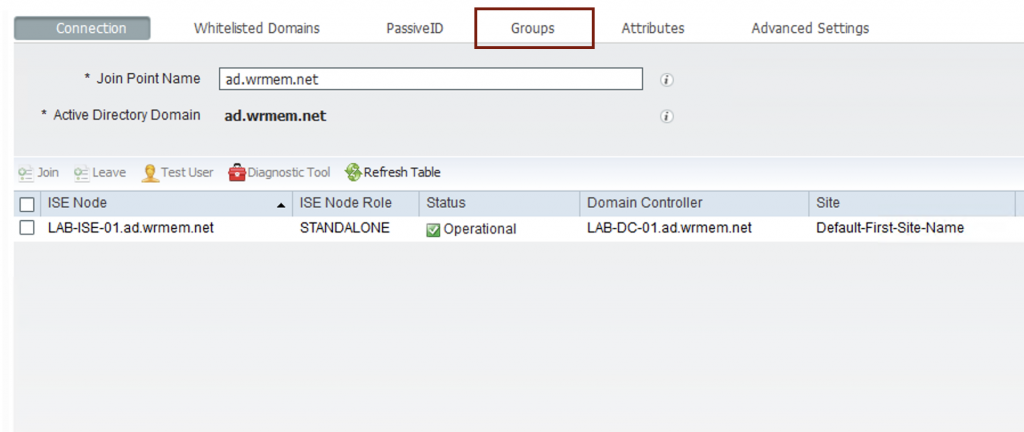 Connection Whitelisted Domains PassiveID Groups Attributes Advanced Settings
* Join Point Name ad.wrmem.net i
* Active Directory Domain ad.wrmem.net i
Join Leave Test User Diagnostic Tool Refresh Table
ISE Node ISE Node Role Status Domain Controller Site
LAB-ISE-01.ad.wrmem.net STANDALONE Operational LAB-DC-01.ad.wrmem.net Default-First-Site-Name